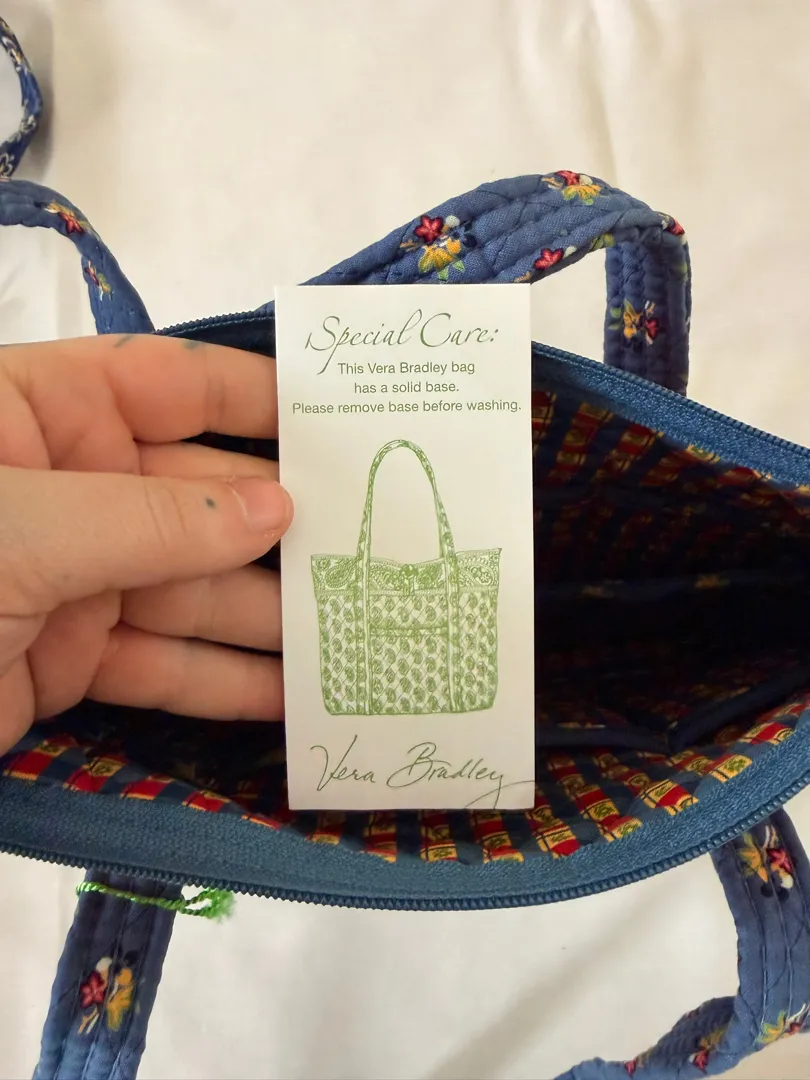 Special Care:
This Vera Bradley bag
has a solid base.
Please remove base before washing.
Vera Bradley